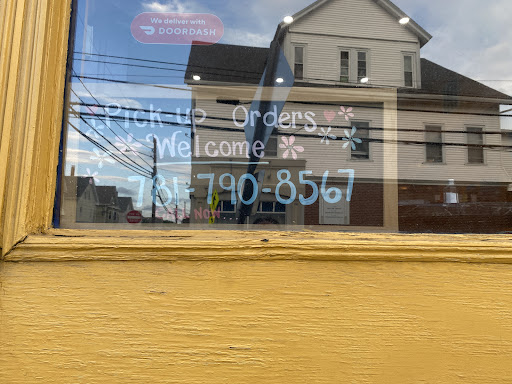 We deliver with
DOORDASH
Pick-up Orders
Welcome
781-790-8567